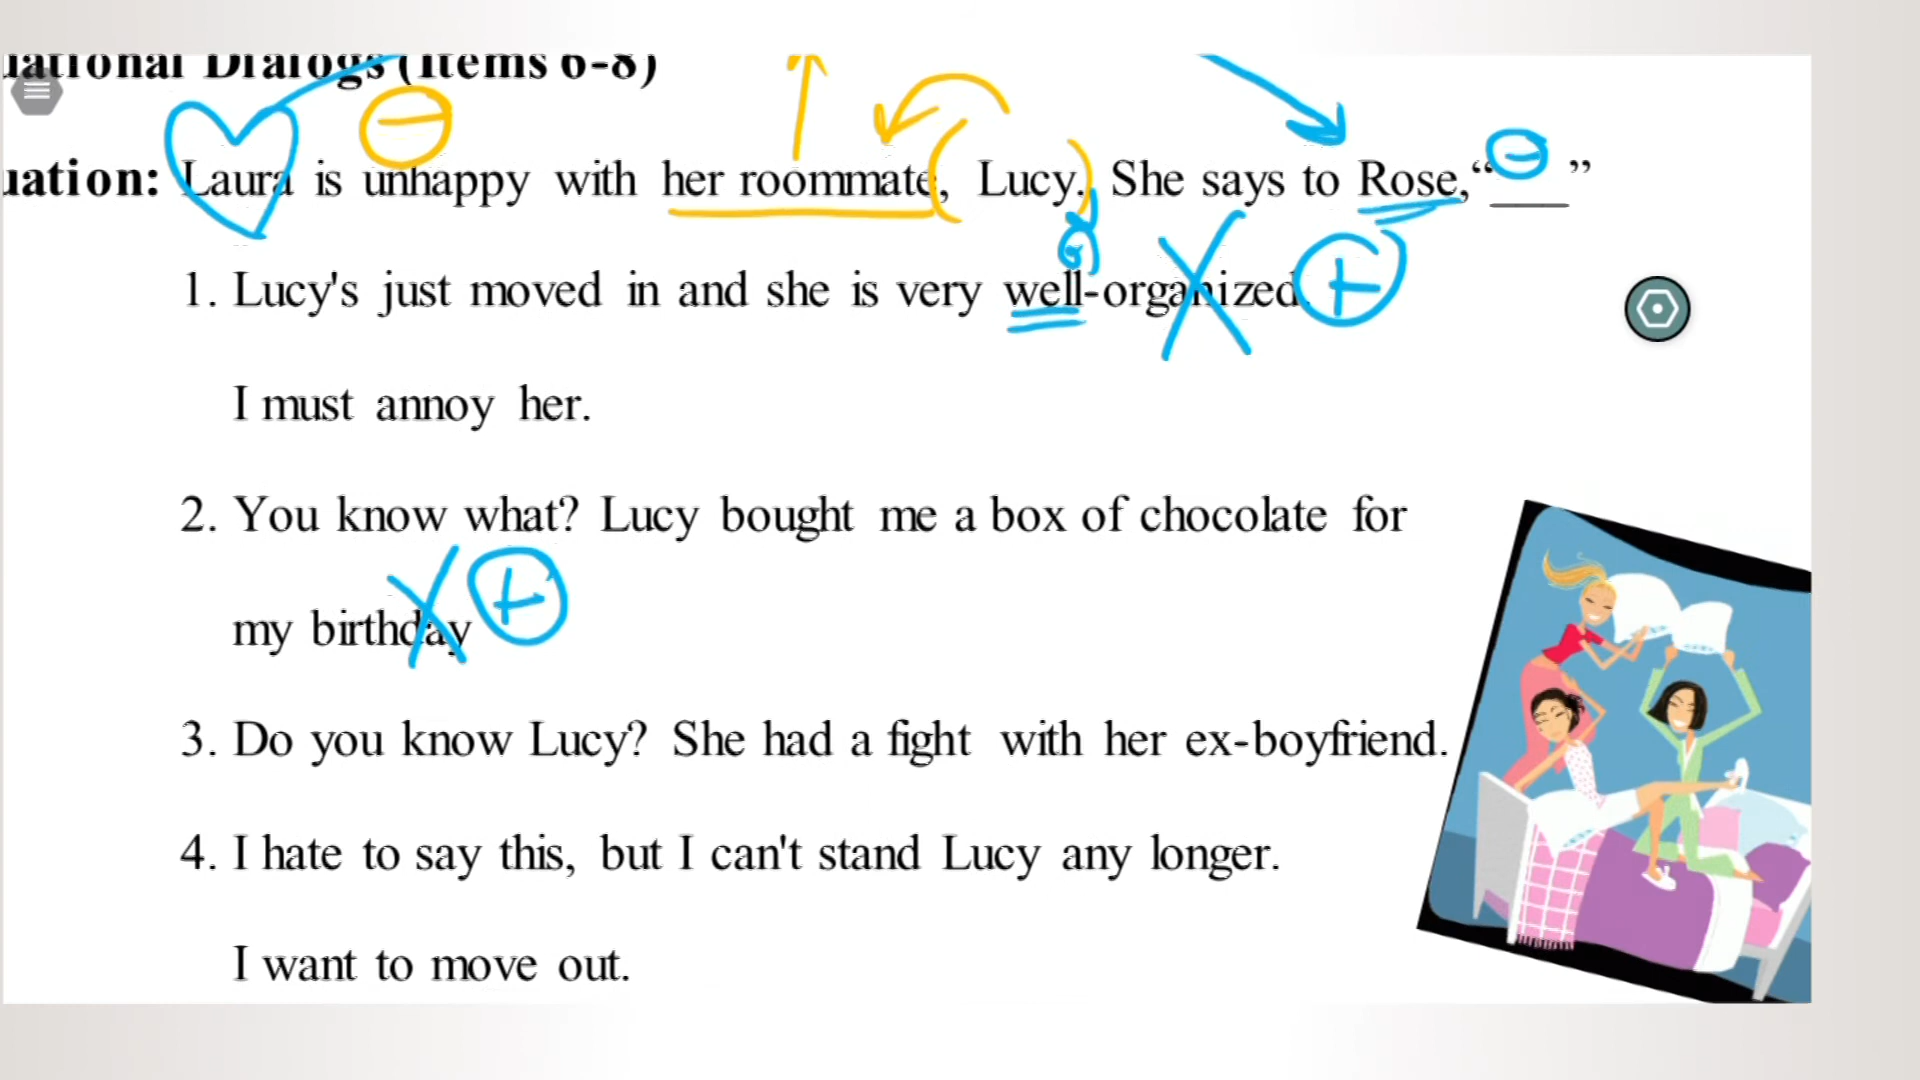 Dialogs (Items 6-8)
uation: Laura is unhappy with her roommate, Lucy. She says to Rose,“____”
1. Lucy's just moved in and she is very well-organized.
I must annoy her.
2. You know what? Lucy bought me a box of chocolate for
my birthday
3. Do you know Lucy? She had a fight with her ex-boyfriend.
4. I hate to say this, but I can't stand Lucy any longer.
I want to move out.